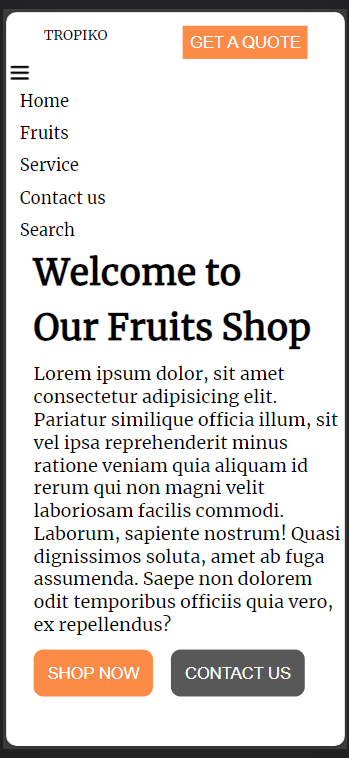 TROPIKO
GET A QUOTE
Home
Fruits
Service
Contact us
Search
Welcome to
Our Fruits Shop
Lorem ipsum dolor, sit amet
consectetur adipisicing elit.
Pariatur similique officia illum, sit
vel ipsa reprehenderit minus
ratione veniam quia aliquam id
rerum qui non magni velit
laboriosam facilis commodi.
Laborum, sapiente nostrum! Quasi
dignissimos soluta, amet ab fuga
assumenda. Saepe non dolorem
odit temporibus officiis quia vero,
ex repellendus?
SHOP NOW
CONTACT US